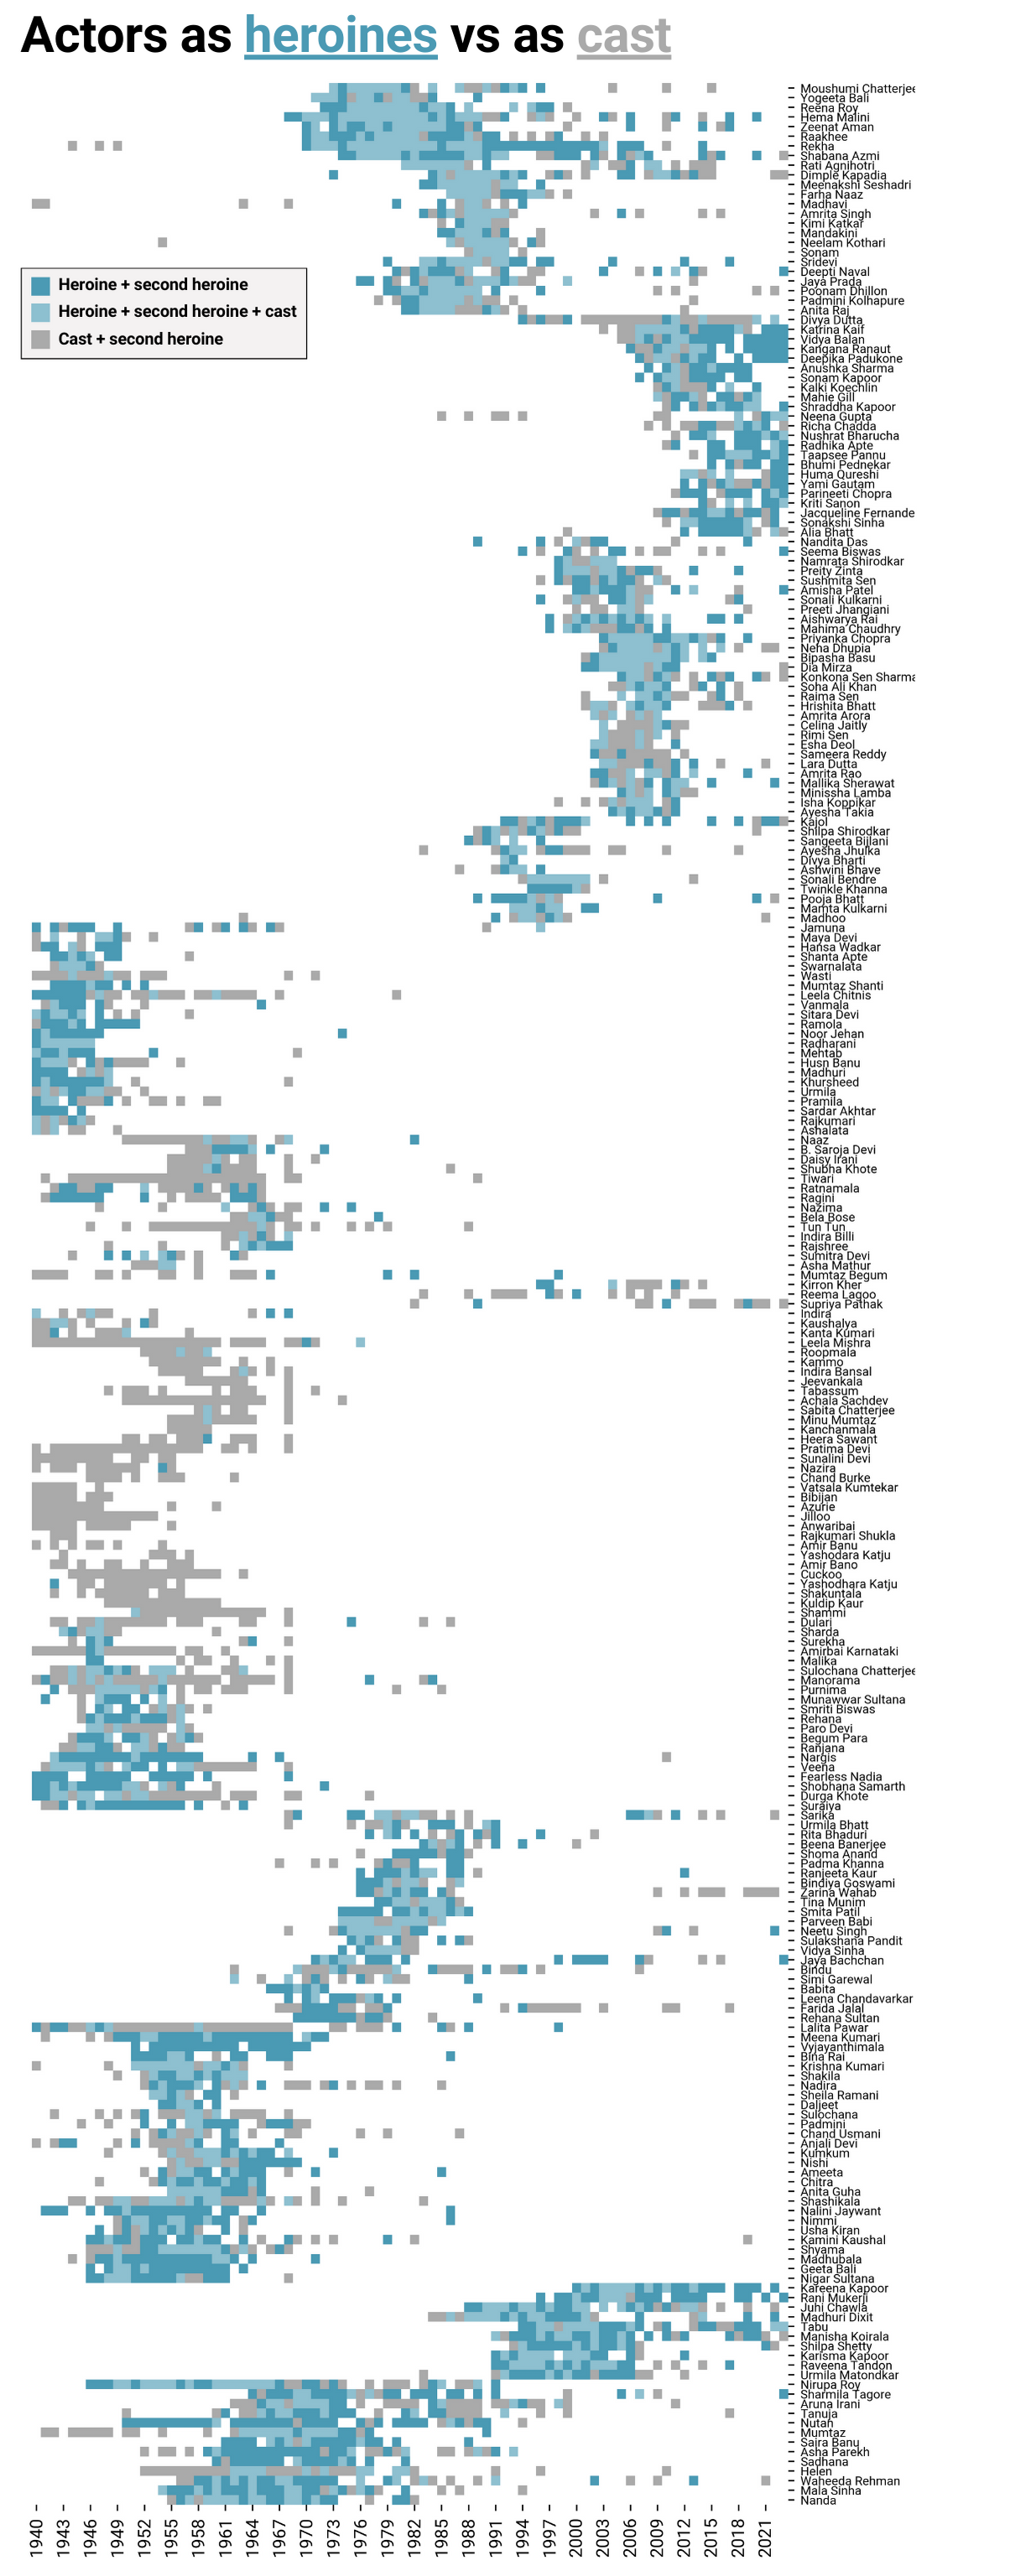 Actors as heroines vs as cast
Heroine + second heroine
Heroine + second heroine + cast
Cast + second heroine
Moushumi Chatterjee
Yogeeta Bali
Reena Roy
Hema Malini
Zeenat Aman
Raakhee
Rekha
Shabana Azmi
Rati Agnihotri
Dimple Kapadia
Meenakshi Seshadri
Farha Naaz
Madhavi
Amrita Singh
Kimi Katkar
Mandakini
Neelam Kothari
Sonam
Sridevi
Deepti Naval
Jaya Prada
Poonam Dhillon
Padmini Kolhapure
Anita Raj
Divya Dutta
Katrina Kaif
Vidya Balan
Kangana Ranaut
Deepika Padukone
Anushka Sharma
Sonam Kapoor
Kalki Koechlin
Mahie Gill
Shraddha Kapoor
Neena Gupta
Richa Chadda
Nushrat Bharucha
Radhika Apte
Taapsee Pannu
Bhumi Pednekar
Huma Qureshi
Yami Gautam
Parineeti Chopra
Kriti Sanon
Jacqueline Fernande
Sonakshi Sinha
Alia Bhatt
Nandita Das
Seema Biswas
Namrata Shirodkar
Preity Zinta
Sushmita Sen
Amisha Patel
Sonali Kulkarni
Preeti Jhangiani
Aishwarya Rai
Mahima Chaudhry
Priyanka Chopra
Neha Dhupia
Bipasha Basu
Dia Mirza
Konkona Sen Sharma
Soha Ali Khan
Raima Sen
Hrishita Bhatt
Amrita Arora
Celina Jaitly
Rimi Sen
Esha Deol
Sameera Reddy
Lara Dutta
Amrita Rao
Mallika Sherawat
Minissha Lamba
Isha Koppikar
Ayesha Takia
Kajol
Shilpa Shirodkar
Sangeeta Bijlani
Ayesha Jhulka
Divya Bharti
Ashwini Bhave
Sonali Bendre
Twinkle Khanna
Pooja Bhatt
Mamta Kulkarni
Madhoo
Jamuna
Maya Devi
Hansa Wadkar
Shanta Apte
Swarnalata
Wasti
Mumtaz Shanti
Leela Chitnis
Vanmala
Sitara Devi
Ramola
Noor Jehan
Radharani
Mehtab
Husn Banu
Madhuri
Khursheed
Urmila
Pramila
Sardar Akhtar
Rajkumari
Ashalata
Naaz
B. Saroja Devi
Daisy Irani
Shubha Khote
Tiwari
Ratnamala
Ragini
Nazima
Bela Bose
Tun Tun
Indira Billi
Rajshree
Sumitra Devi
Asha Mathur
Mumtaz Begum
Kirron Kher
Reema Lagoo
Supriya Pathak
Indira
Kaushalya
Kanta Kumari
Leela Mishra
Roopmala
Kammo
Indira Bansal
Jeevankala
Tabassum
Achala Sachdev
Sabita Chatterjee
Minu Mumtaz
Kanchanmala
Heera Sawant
Pratima Devi
Sunalini Devi
Nazira
Chand Burke
Vatsala Kumtekar
Bibijan
Azurie
Jilloo
Anwaribai
Rajkumari Shukla
Amir Banu
Yashodara Katju
Amir Bano
Cuckoo
Yashodhara Katju
Shakuntala
Kuldip Kaur
Shammi
Dulari
Sharda
Surekha
Amirbai Karnataki
Malika
Sulochana Chatterjee
Manorama
Purnima
Munawwar Sultana
Smriti Biswas
Rehana
Paro Devi
Begum Para
Ranjana
Nargis
Veena
Fearless Nadia
Shobhana Samarth
Durga Khote
Suraiya
Sarika
Urmila Bhatt
Rita Bhaduri
Beena Banerjee
Shoma Anand
Padma Khanna
Ranjeeta Kaur
Bindiya Goswami
Zarina Wahab
Tina Munim
Smita Patil
Parveen Babi
Neetu Singh
Sulakshana Pandit
Vidya Sinha
Jaya Bachchan
Bindu
Simi Garewal
Babita
Leena Chandavarkar
Farida Jalal
Rehana Sultan
Lalita Pawar
Meena Kumari
Vyjayanthimala
Bina Rai
Krishna Kumari
Shakila
Nadira
Sheila Ramani
Daljeet
Sulochana
Padmini
Chand Usmani
Anjali Devi
Kumkum
Nishi
Ameeta
Chitra
Anita Guha
Shashikala
Nalini Jaywant
Nimmi
Usha Kiran
Kamini Kaushal
Shyama
Madhubala
Geeta Bali
Nigar Sultana
Kareena Kapoor
Rani Mukerji
Juhi Chawla
Madhuri Dixit
Tabu
Manisha Koirala
Shilpa Shetty
Karisma Kapoor
Raveena Tandon
Urmila Matondkar
Nirupa Roy
Sharmila Tagore
Aruna Irani
Tanuja
Nutan
Mumtaz
Saira Banu
Asha Parekh
Sadhana
Helen
Waheeda Rehman
Mala Sinha
Nanda
1940 1943 1946 1949 1952 1955 1958 1961 1964 1967 1970 1973 1976 1979 1982 1985 1988 1991 1994 1997 2000 2003 2006 2009 2012 2015 2018 2021